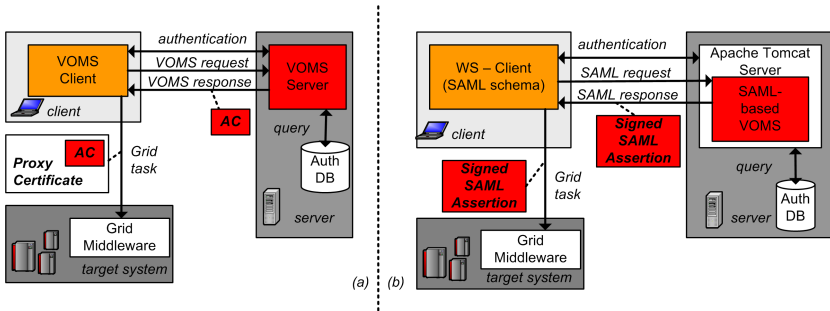 authentication
VOMS
Client
VOMS request
VOMS response
VOMS
Server
client
AC
query
AC
Proxy
Certificate
Grid
task
Auth
DB
server
Grid
Middleware
target system
(a)
(b)
authentication
WS – Client
(SAML schema)
SAML request
SAML response
Apache Tomcat
Server
SAML-
based
VOMS
client
Signed
SAML
Assertion
query
Signed
SAML
Assertion
Grid
task
Auth
DB
server
Grid
Middleware
target system